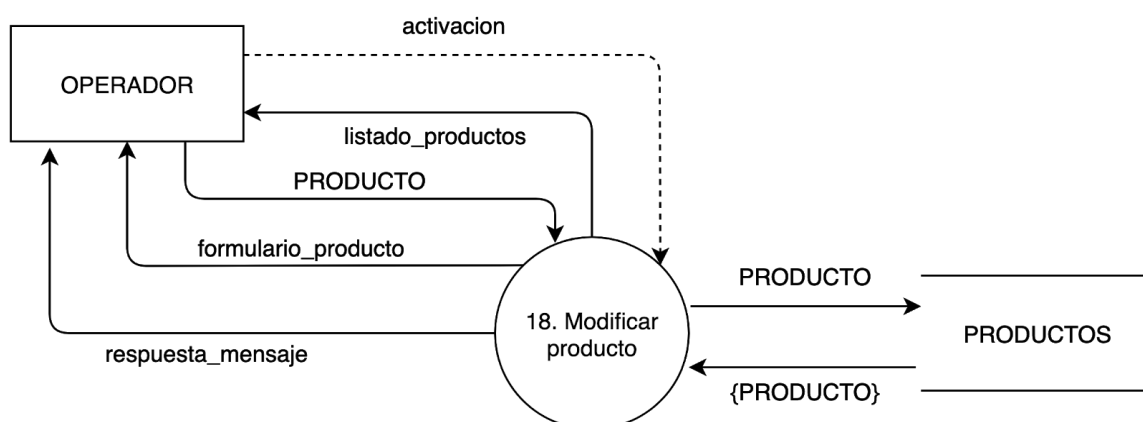 activacion
OPERADOR
listado_productos
PRODUCTO
formulario_producto
PRODUCTO
18. Modificar
producto
PRODUCTOS
respuesta_mensaje
{PRODUCTO}